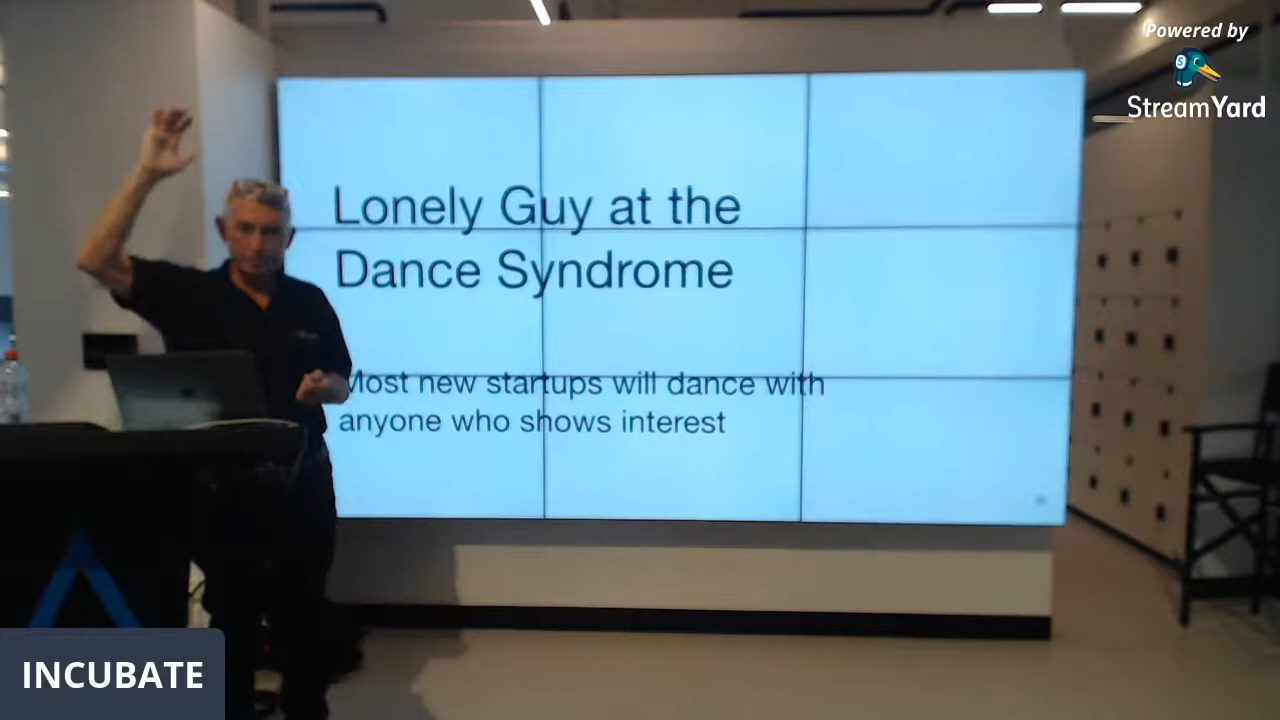 Powered by
StreamYard
Lonely Guy at the
Dance Syndrome
Most new startups will dance with
anyone who shows interest
INCUBATE